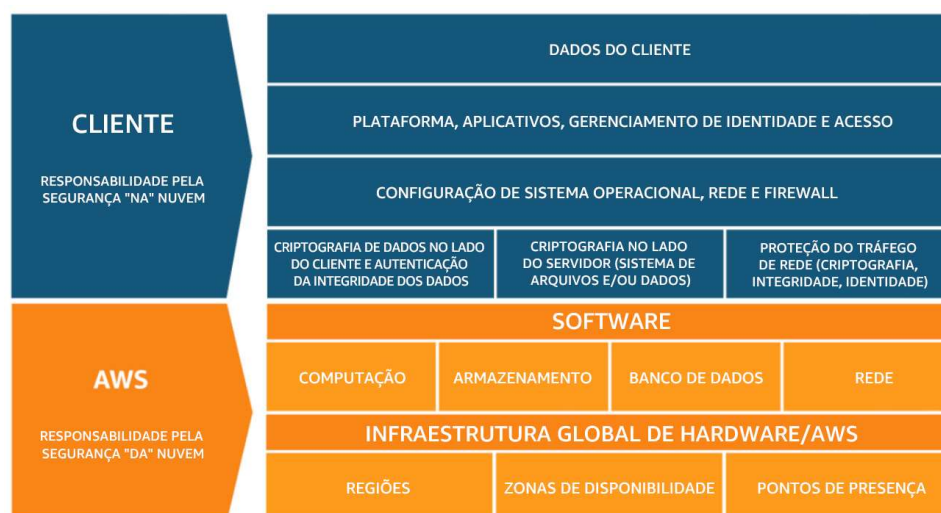 CLIENTE
RESPONSABILIDADE PELA
SEGURANÇA "NA" NUVEM
DADOS DO CLIENTE
PLATAFORMA, APLICATIVOS, GERENCIAMENTO DE IDENTIDADE E ACESSO
CONFIGURAÇÃO DE SISTEMA OPERACIONAL, REDE E FIREWALL
CRIPTOGRAFIA DE DADOS NO LADO
DO CLIENTE E AUTENTICAÇÃO
DA INTEGRIDADE DOS DADOS
CRIPTOGRAFIA NO LADO
DO SERVIDOR (SISTEMA DE
ARQUIVOS E/OU DADOS)
PROTEÇÃO DO TRÁFEGO
DE REDE (CRIPTOGRAFIA,
INTEGRIDADE, IDENTIDADE)
AWS
RESPONSABILIDADE PELA
SEGURANÇA "DA" NUVEM
SOFTWARE
COMPUTAÇÃO
ARMAZENAMENTO
BANCO DE DADOS
REDE
INFRAESTRUTURA GLOBAL DE HARDWARE/AWS
REGIÕES
ZONAS DE DISPONIBILIDADE
PONTOS DE PRESENÇA